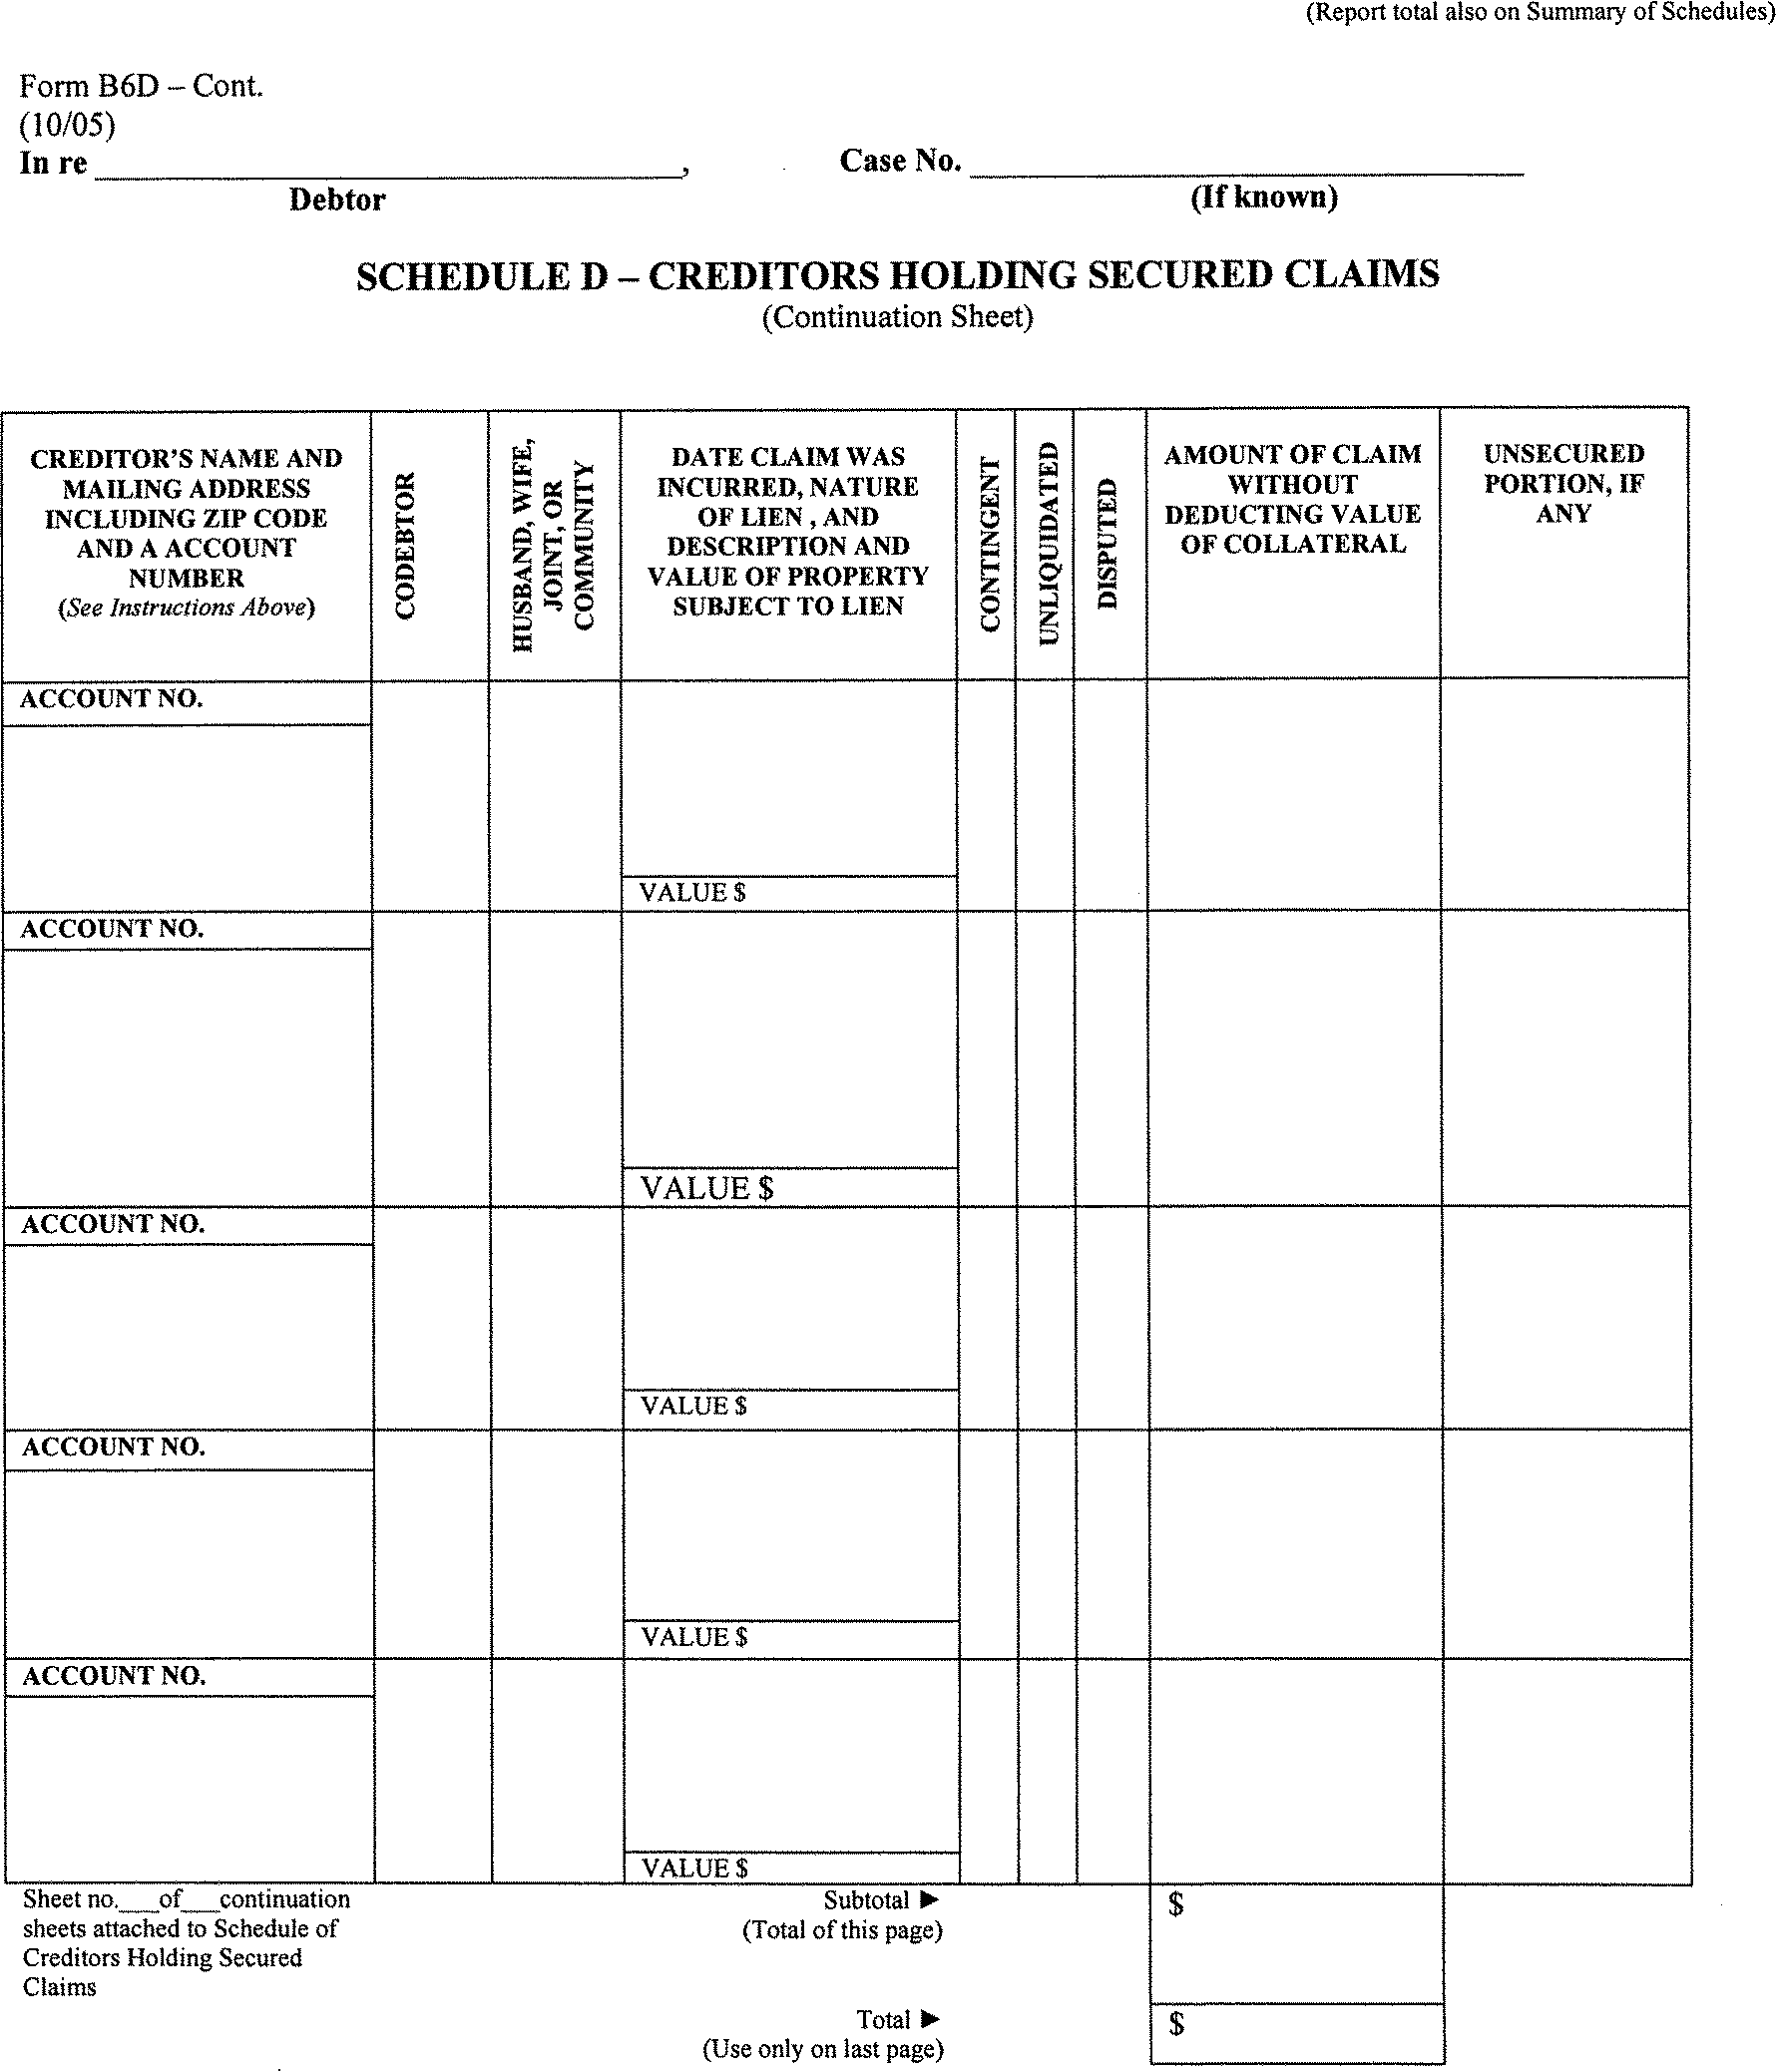 (Report total also on Summary of Schedules)
Form B6D – Cont.
(10/05)
In re ______________________________, Case No. ____________________________
Debtor (If known)
SCHEDULE D – CREDITORS HOLDING SECURED CLAIMS
(Continuation Sheet)
CREDITOR'S NAME AND
MAILING ADDRESS
INCLUDING ZIP CODE
AND A ACCOUNT
NUMBER
(See Instructions Above)
CODEBTOR
HUSBAND, WIFE,
JOINT, OR
COMMUNITY
DATE CLAIM WAS
INCURRED, NATURE
OF LIEN , AND
DESCRIPTION AND
VALUE OF PROPERTY
SUBJECT TO LIEN
CONTINGENT
UNLIQUIDATED
DISPUTED
AMOUNT OF CLAIM
WITHOUT
DEDUCTING VALUE
OF COLLATERAL
UNSECURED
PORTION, IF
ANY
ACCOUNT NO.
VALUE $
ACCOUNT NO.
VALUE $
ACCOUNT NO.
VALUE $
ACCOUNT NO.
VALUE $
ACCOUNT NO.
VALUE $
Sheet no.___of___continuation
sheets attached to Schedule of
Creditors Holding Secured
Claims
Subtotal ►
(Total of this page)
$
Total ►
(Use only on last page)
$